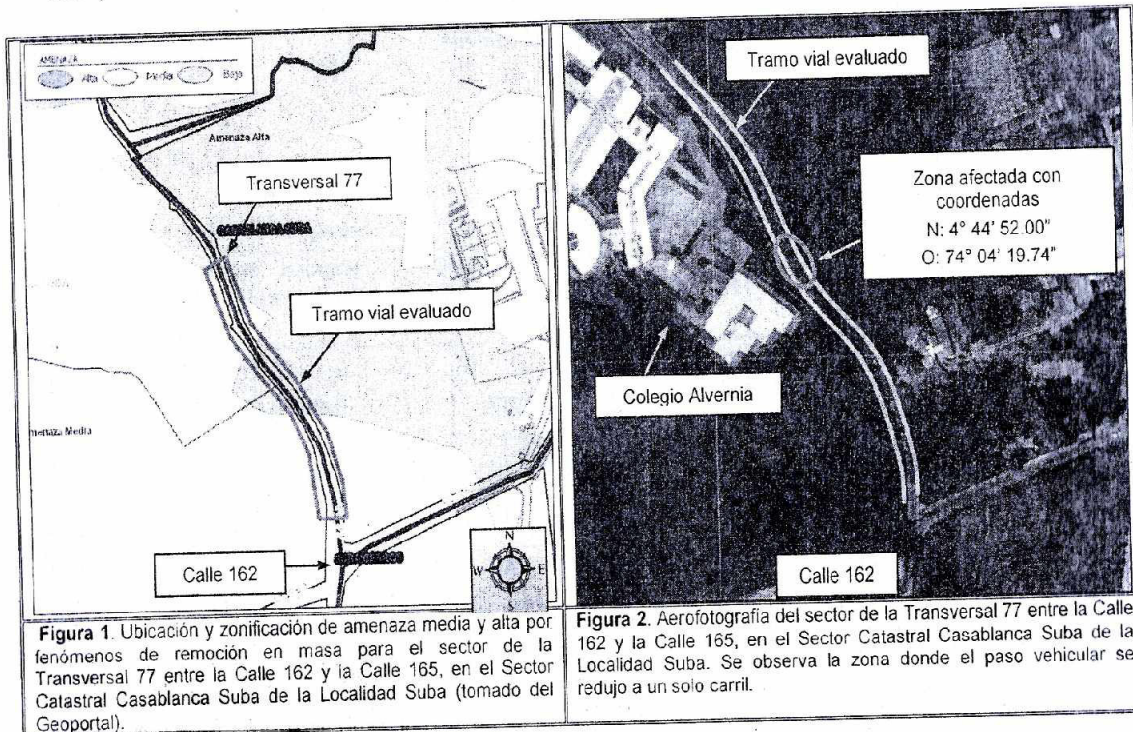 AMENAZA
Alta Media Baja
Amenaza Alta
Transversal 77
Tramo vial evaluado
Amenaza Media
Calle 162
N
W E
S
Figura 1. Ubicación y zonificación de amenaza media y alta por
fenómenos de remoción en masa para el sector de la
Transversal 77 entre la Calle 162 y la Calle 165, en el Sector
Catastral Casablanca Suba de la Localidad Suba (tomado del
Geoportal).
Tramo vial evaluado
Zona afectada con
coordenadas
N: 4° 44' 52.00"
O: 74° 04' 19.74"
Colegio Alvernia
Calle 162
Figura 2. Aerofotografía del sector de la Transversal 77 entre la Calle
162 y la Calle 165, en el Sector Catastral Casablanca Suba de la
Localidad Suba. Se observa la zona donde el paso vehicular se
redujo a un solo carril.